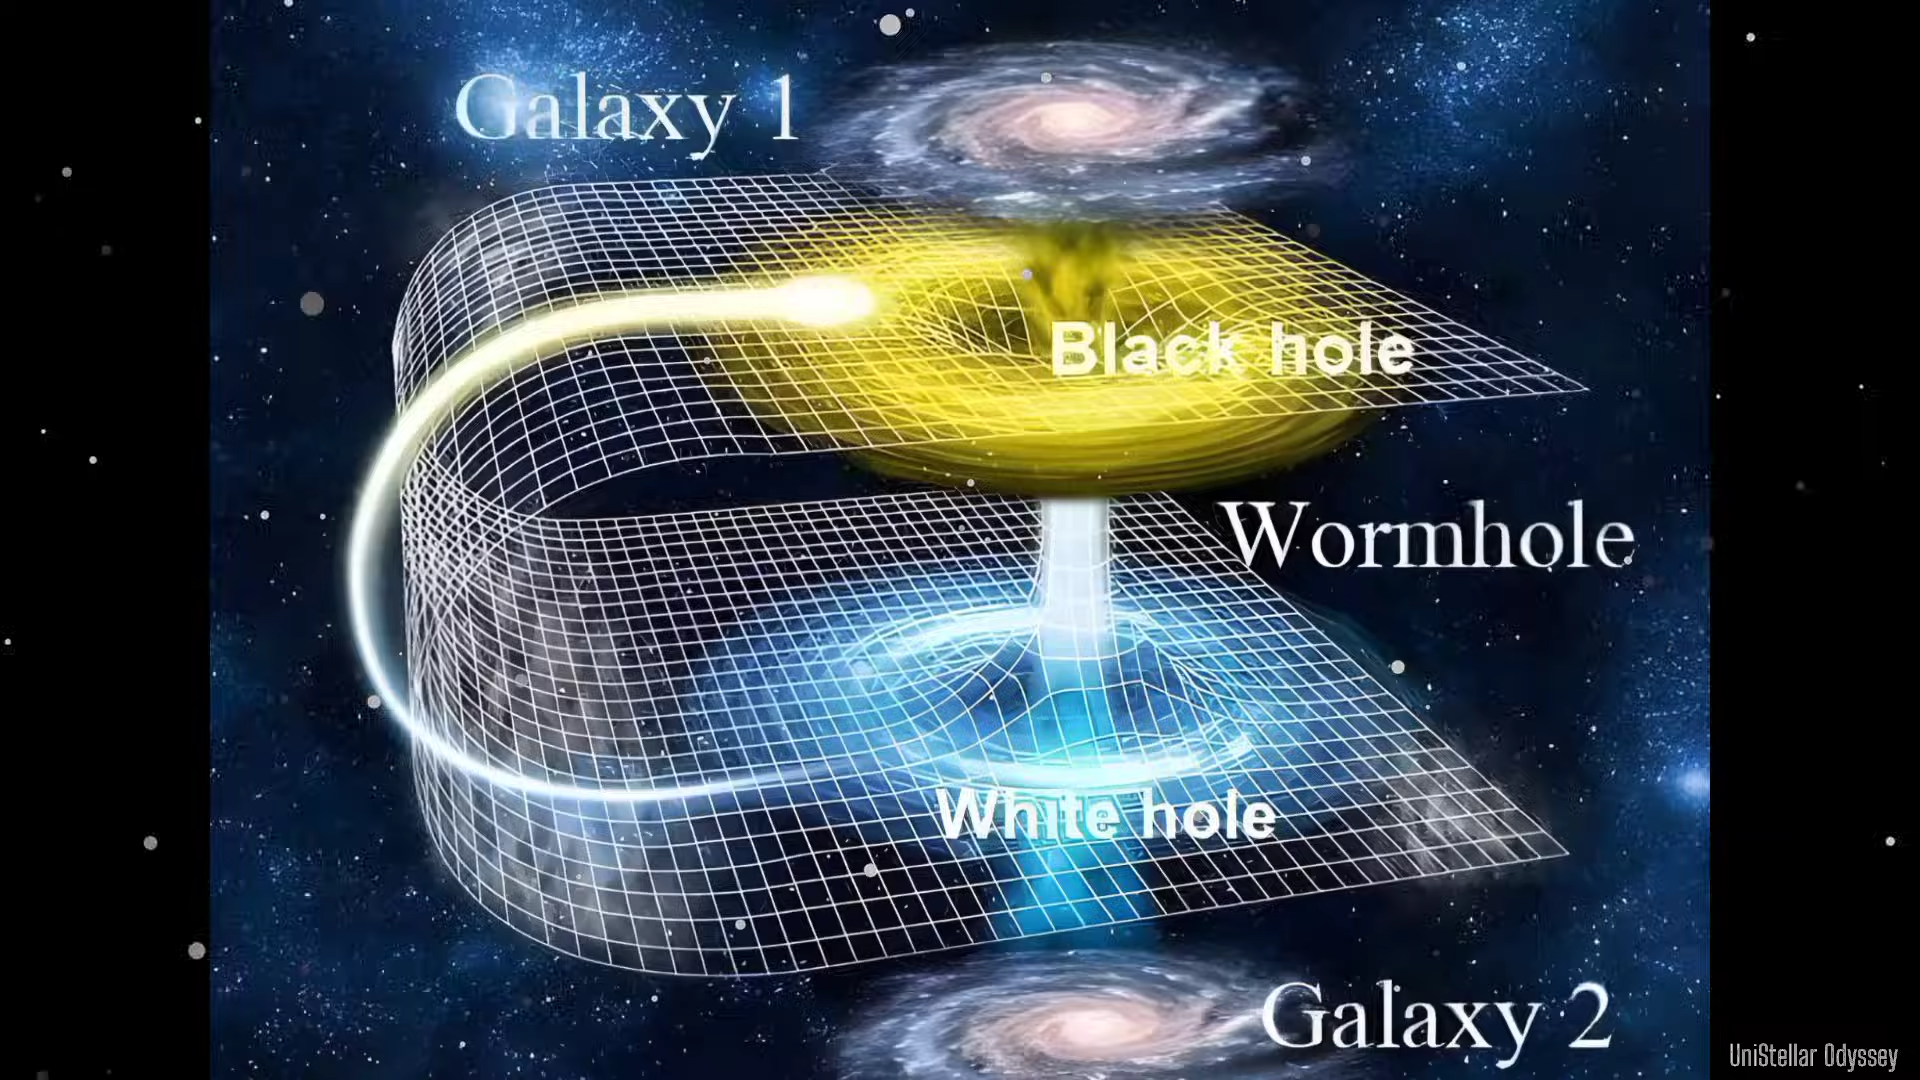 Galaxy 1
Black hole
Wormhole
White hole
Galaxy 2
UniStellar Odyssey